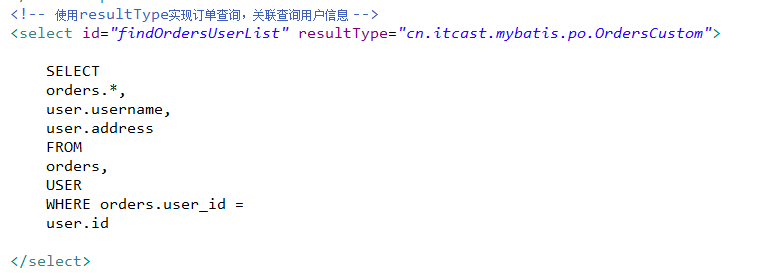 <!-- 使用resultType实现订单查询，关联查询用户信息 -->
<select id="findOrdersUserList" resultType="cn.itcast.mybatis.po.OrdersCustom">
SELECT
orders.*,
user.username,
user.address
FROM
orders,
USER
WHERE orders.user_id =
user.id
</select>